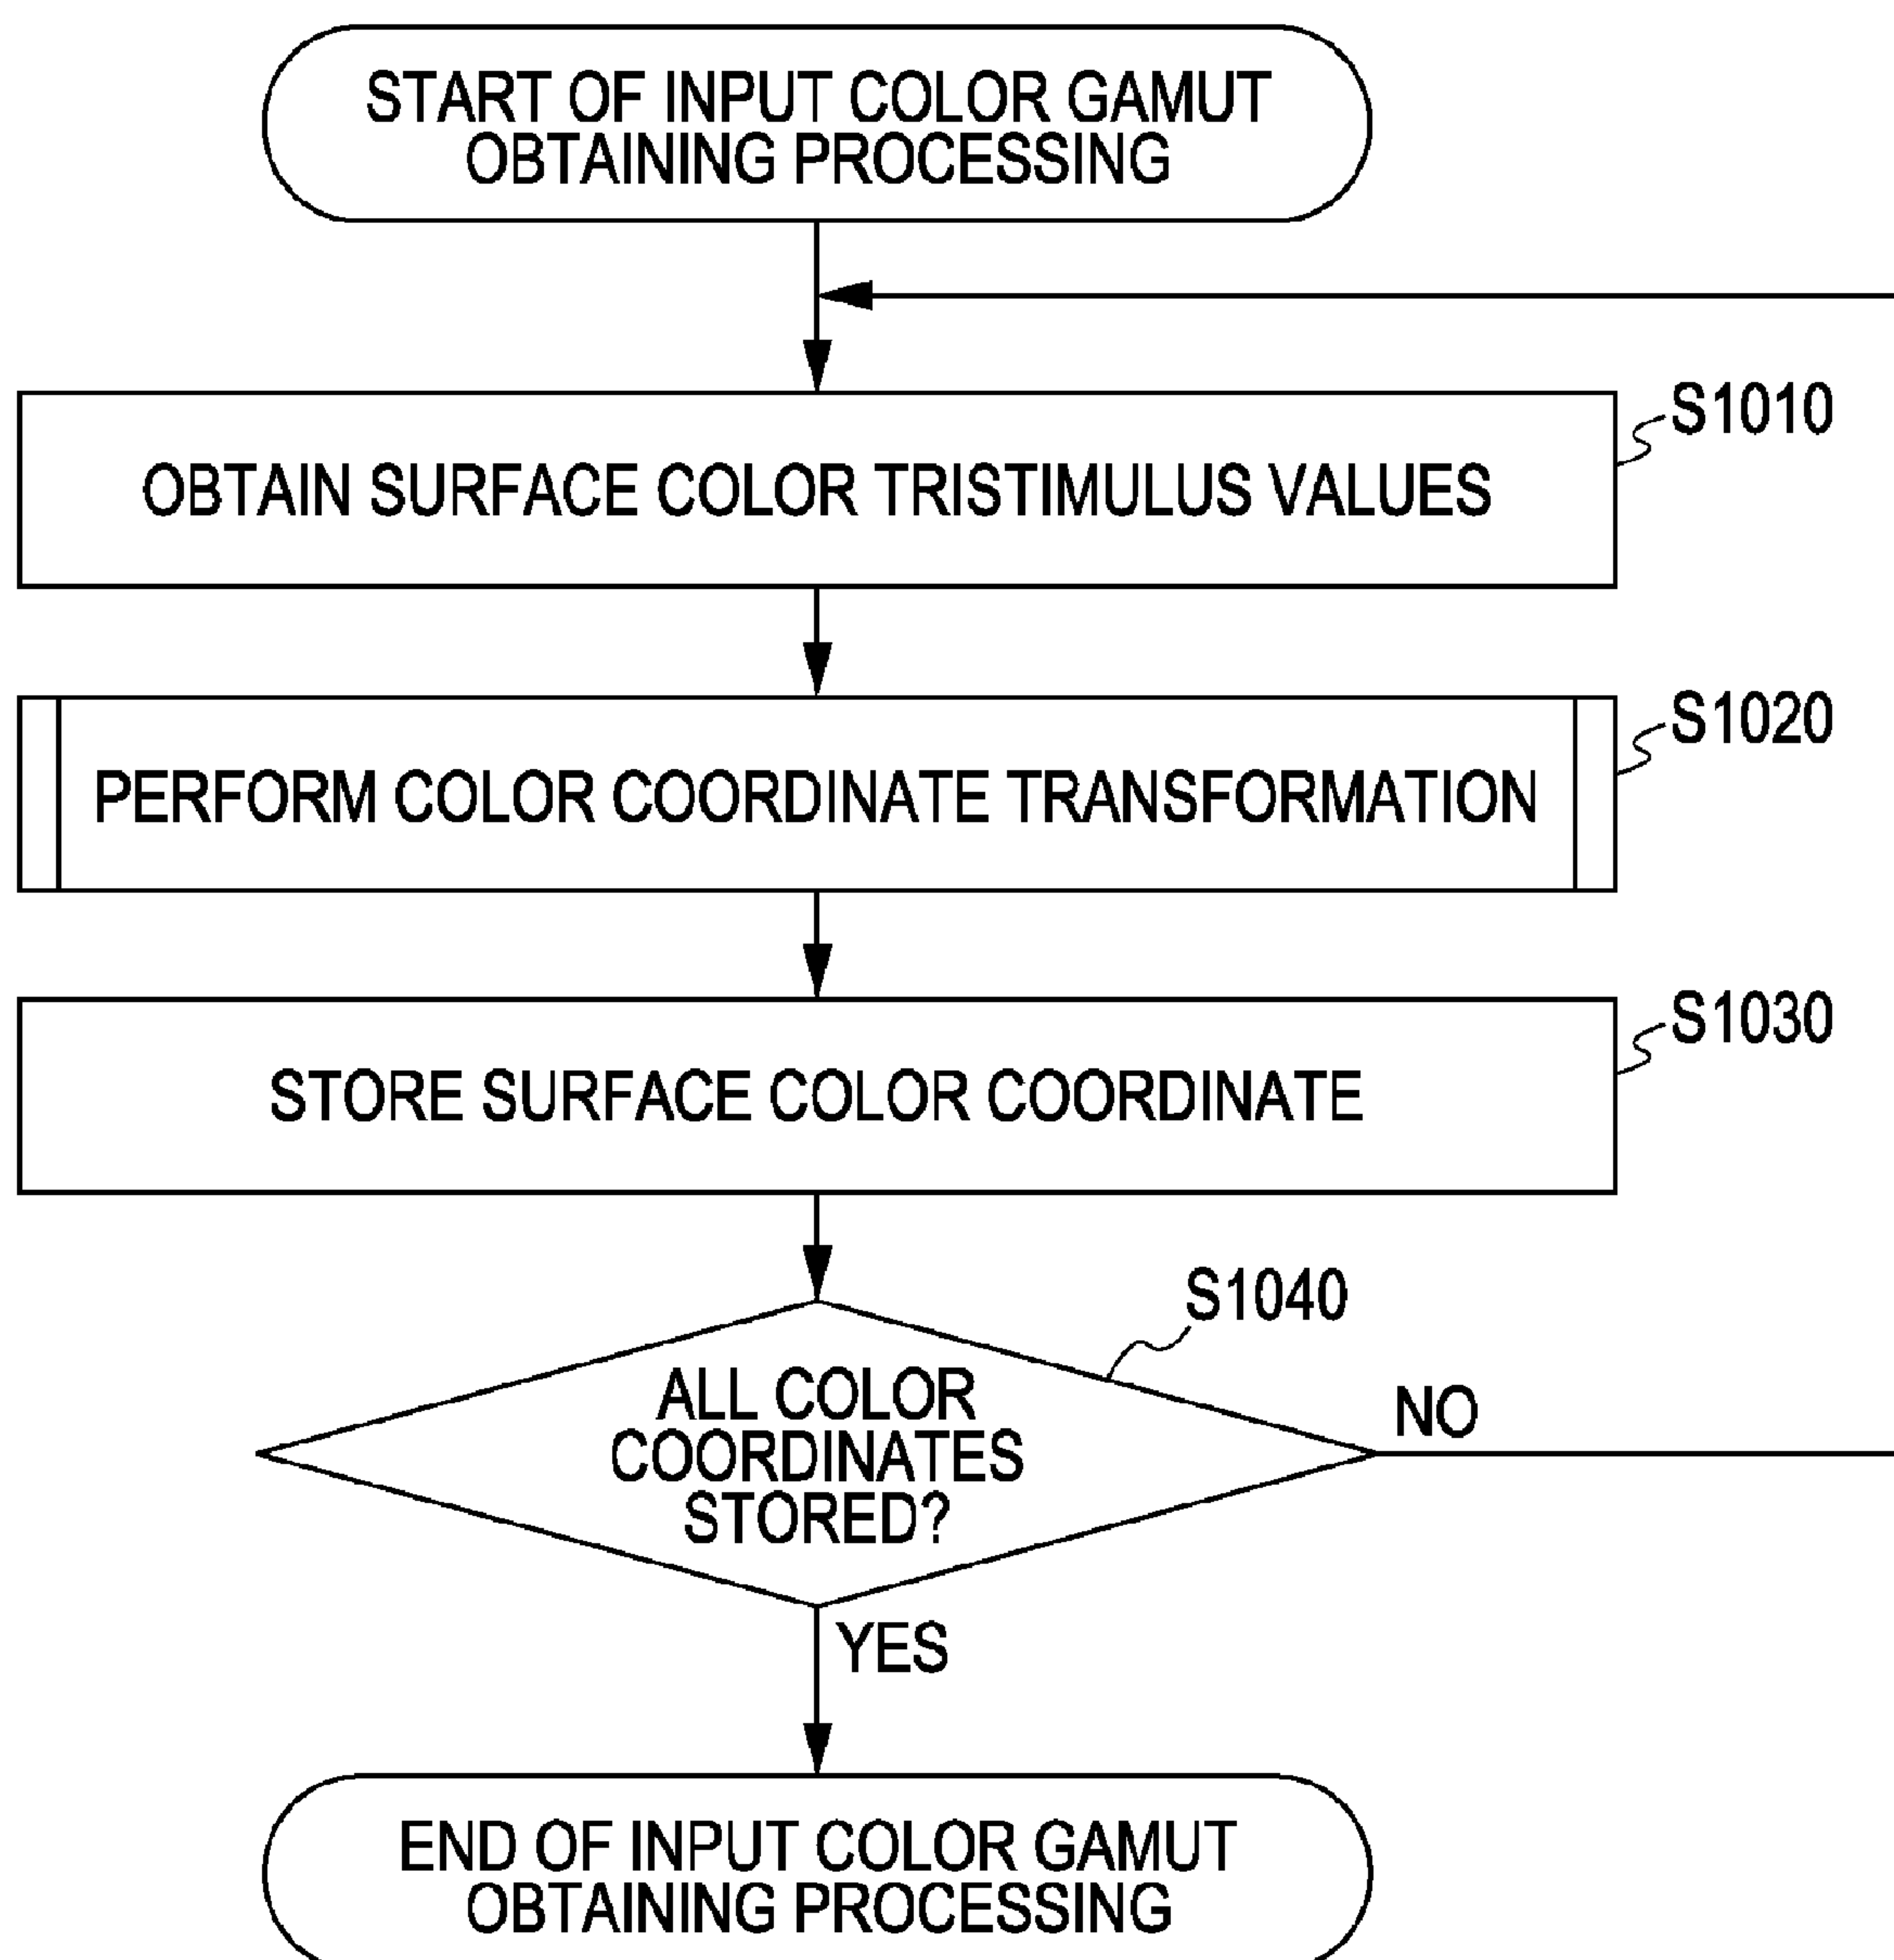 START OF INPUT COLOR GAMUT
OBTAINING PROCESSING
S1010
OBTAIN SURFACE COLOR TRISTIMULUS VALUES
S1020
PERFORM COLOR COORDINATE TRANSFORMATION
S1030
STORE SURFACE COLOR COORDINATE
S1040
ALL COLOR
COORDINATES
STORED?
NO
YES
END OF INPUT COLOR GAMUT
OBTAINING PROCESSING